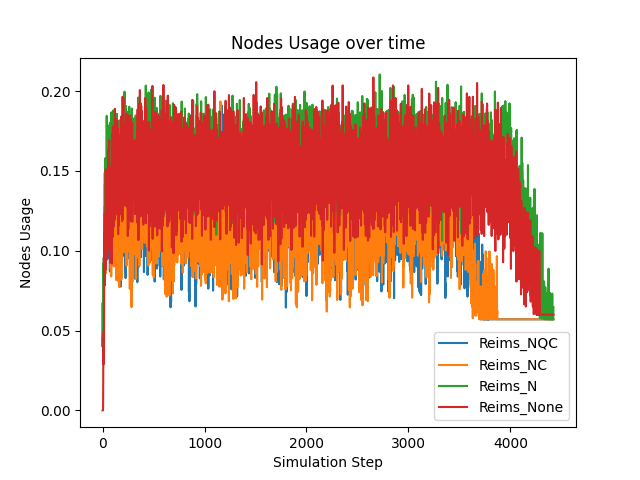 Nodes Usage over time
Nodes Usage
0.20
0.15
0.10
0.05
0.00
0
1000
2000
3000
4000
Simulation Step
Reims_NQC
Reims_NC
Reims_N
Reims_None